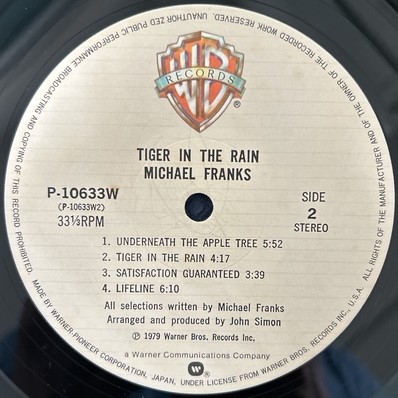 WB
RECORDS
®
TIGER IN THE RAIN
MICHAEL FRANKS
P-10633W
(P-10633W2)
33⅓RPM
SIDE
2
STEREO
1. UNDERNEATH THE APPLE TREE 5:52
2. TIGER IN THE RAIN 4:17
3. SATISFACTION GUARANTEED 3:39
4. LIFELINE 6:10
All selections written by Michael Franks
Arranged and produced by John Simon
℗ 1979 Warner Bros. Records Inc.
a Warner Communications Company
ALL RIGHTS OF THE MANUFACTURER AND OF THE OWNER OF THE RECORDED WORK RESERVED. UNAUTHORIZED PUBLIC PERFORMANCE BROADCASTING AND COPYING OF THIS RECORD PROHIBITED.
MADE BY WARNER-PIONEER CORPORATION, JAPAN, UNDER LICENSE FROM WARNER BROS. RECORDS INC., U.S.A.